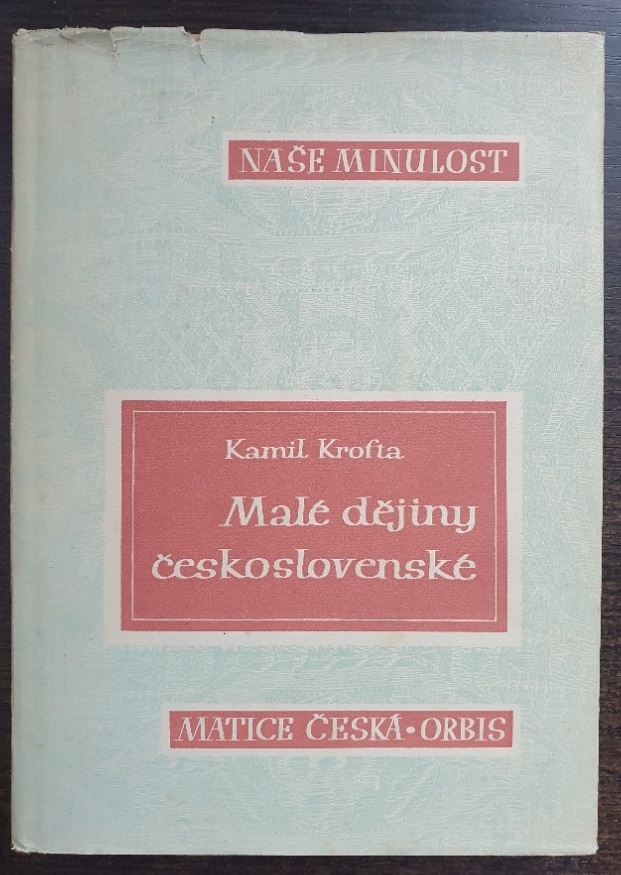 NAŠE MINULOST
Kamil Krofta
Malé dějiny
československé
MATICE ČESKÁ • ORBIS